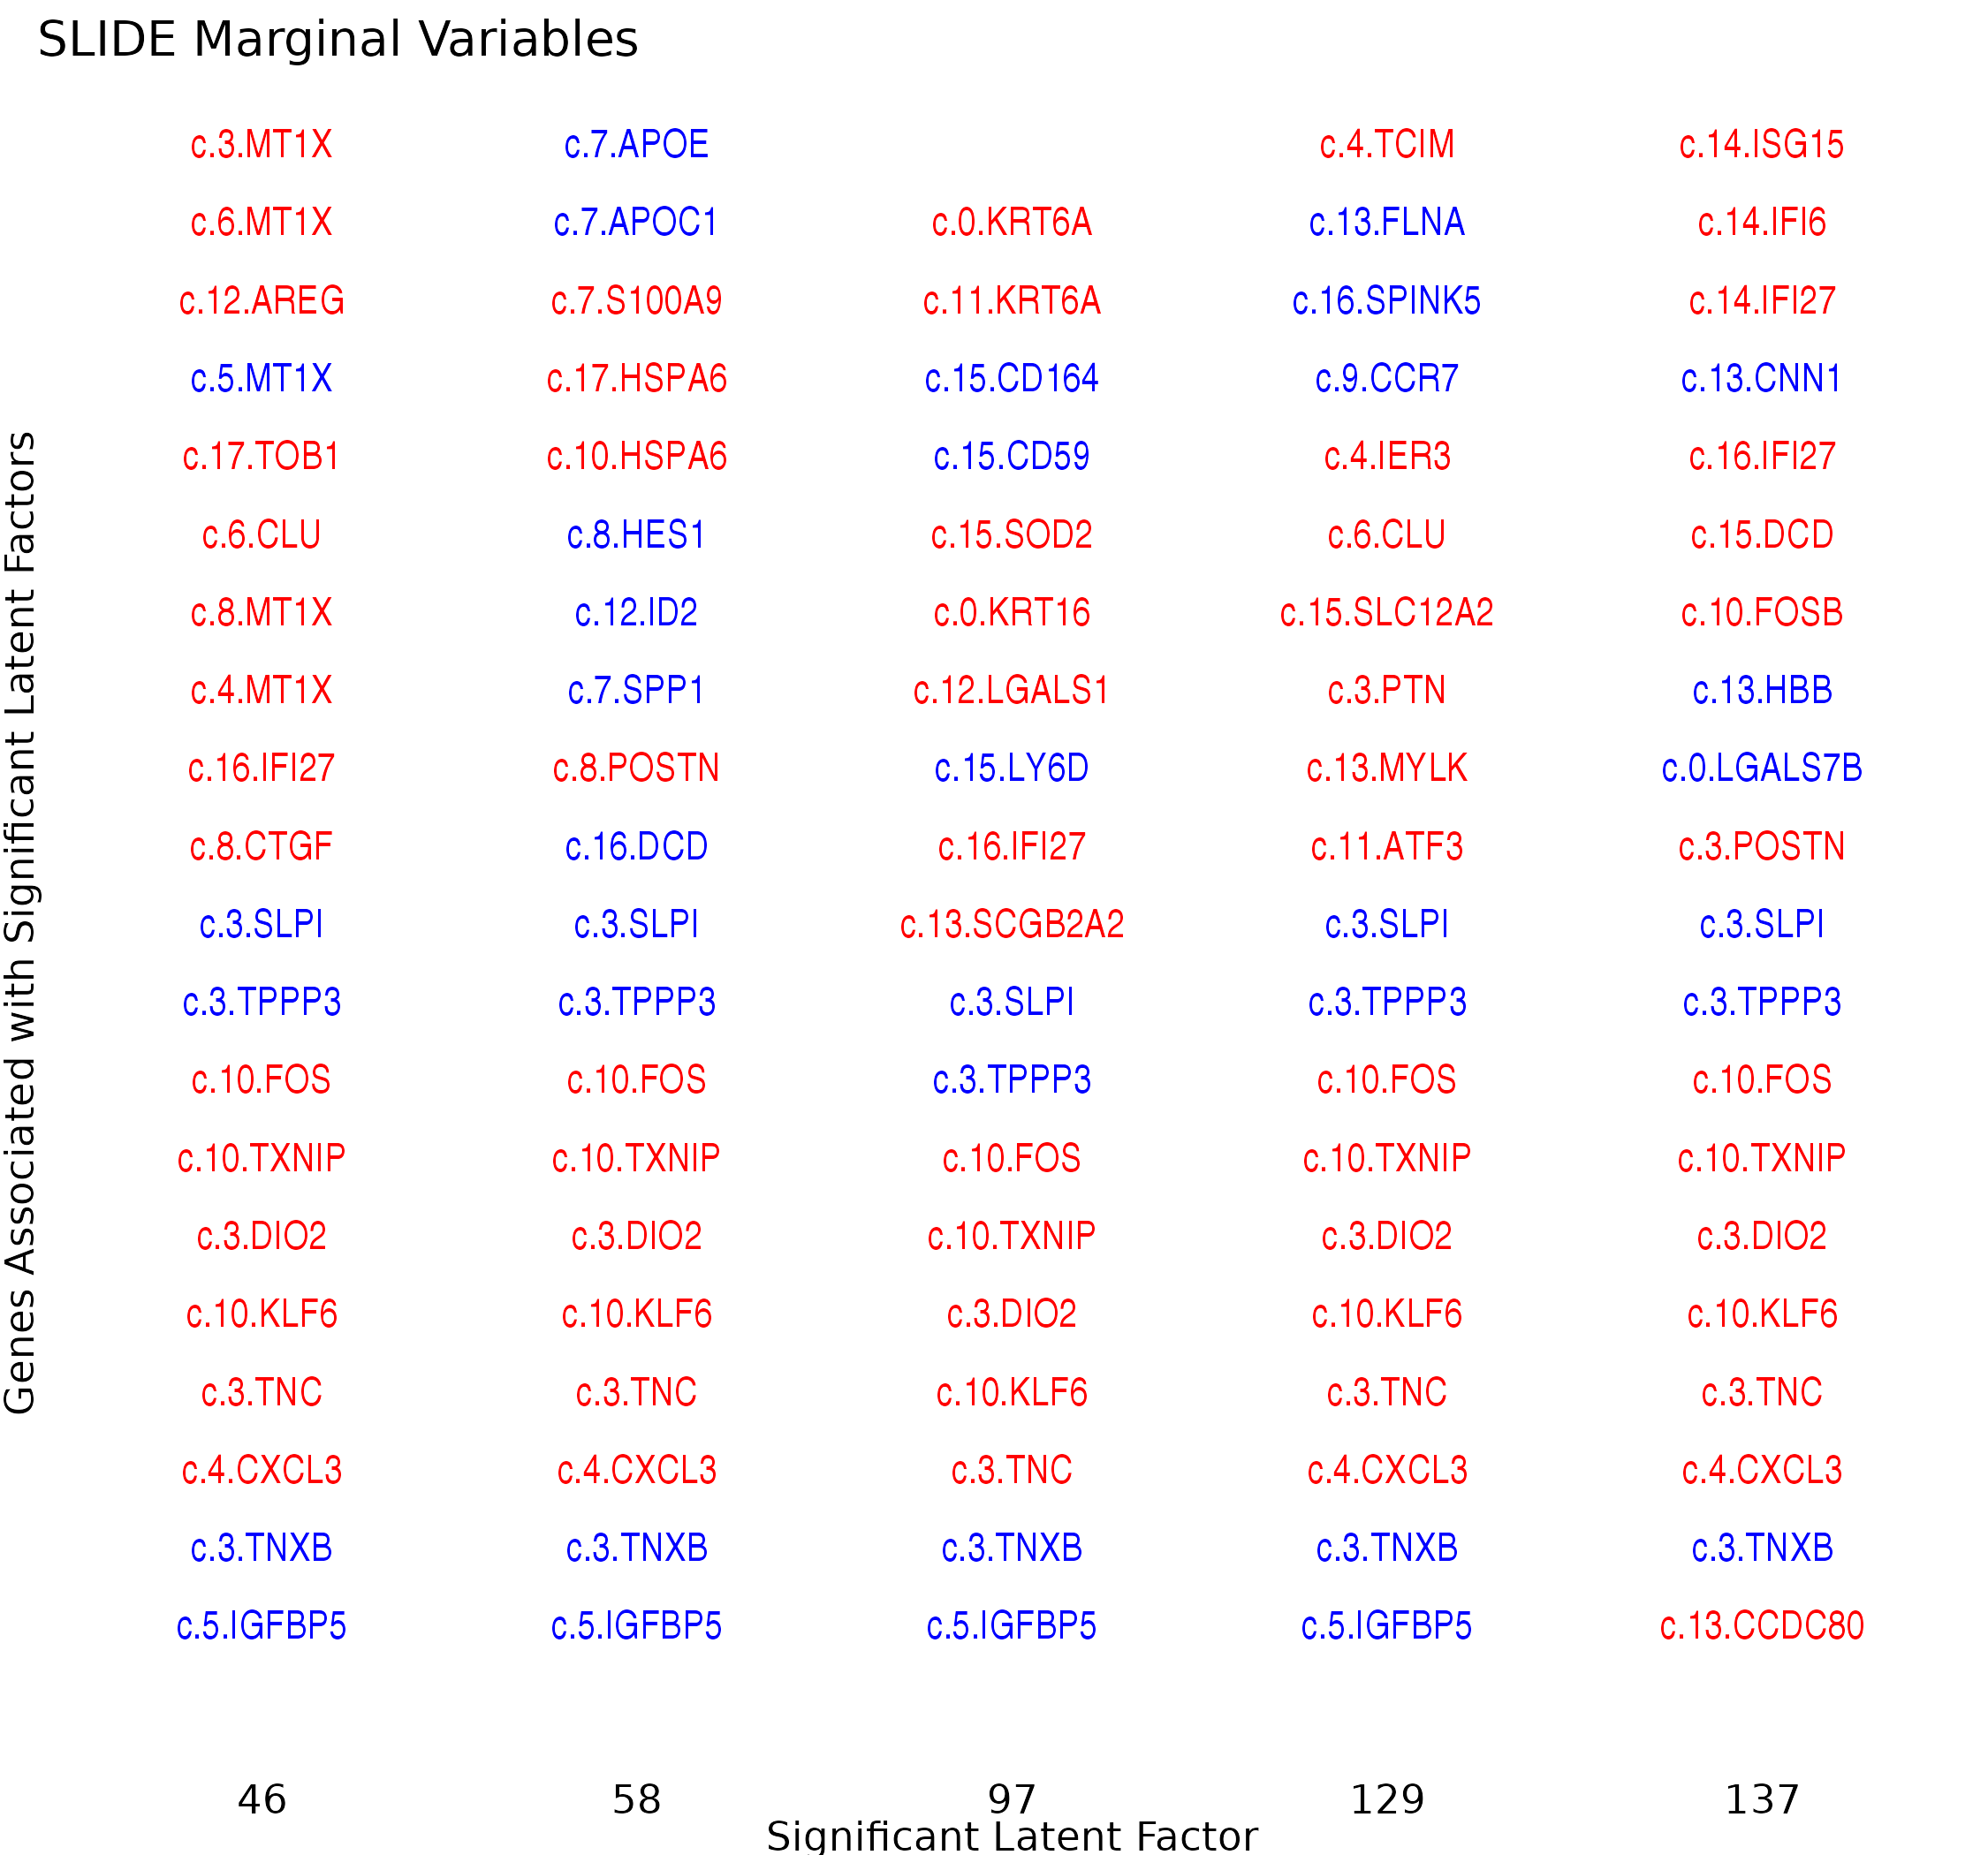 SLIDE Marginal Variables
c.3.MT1X c.7.APOE c.4.TCIM c.14.ISG15
c.6.MT1X c.7.APOC1 c.0.KRT6A c.13.FLNA c.14.IFI6
c.12.AREG c.7.S100A9 c.11.KRT6A c.16.SPINK5 c.14.IFI27
c.5.MT1X c.17.HSPA6 c.15.CD164 c.9.CCR7 c.13.CNN1
c.17.TOB1 c.10.HSPA6 c.15.CD59 c.4.IER3 c.16.IFI27
c.6.CLU c.8.HES1 c.15.SOD2 c.6.CLU c.15.DCD
c.8.MT1X c.12.ID2 c.0.KRT16 c.15.SLC12A2 c.10.FOSB
c.4.MT1X c.7.SPP1 c.12.LGALS1 c.3.PTN c.13.HBB
c.16.IFI27 c.8.POSTN c.15.LY6D c.13.MYLK c.0.LGALS7B
c.8.CTGF c.16.DCD c.16.IFI27 c.11.ATF3 c.3.POSTN
c.3.SLPI c.3.SLPI c.13.SCGB2A2 c.3.SLPI c.3.SLPI
c.3.TPPP3 c.3.TPPP3 c.3.SLPI c.3.TPPP3 c.3.TPPP3
c.10.FOS c.10.FOS c.3.TPPP3 c.10.FOS c.10.FOS
c.10.TXNIP c.10.TXNIP c.10.FOS c.10.TXNIP c.10.TXNIP
c.3.DIO2 c.3.DIO2 c.10.TXNIP c.3.DIO2 c.3.DIO2
c.10.KLF6 c.10.KLF6 c.3.DIO2 c.10.KLF6 c.10.KLF6
c.3.TNC c.3.TNC c.10.KLF6 c.3.TNC c.3.TNC
c.4.CXCL3 c.4.CXCL3 c.3.TNC c.4.CXCL3 c.4.CXCL3
c.3.TNXB c.3.TNXB c.3.TNXB c.3.TNXB c.3.TNXB
c.5.IGFBP5 c.5.IGFBP5 c.5.IGFBP5 c.5.IGFBP5 c.13.CCDC80
46 58 97 129 137
Significant Latent Factor
Genes Associated with Significant Latent Factors